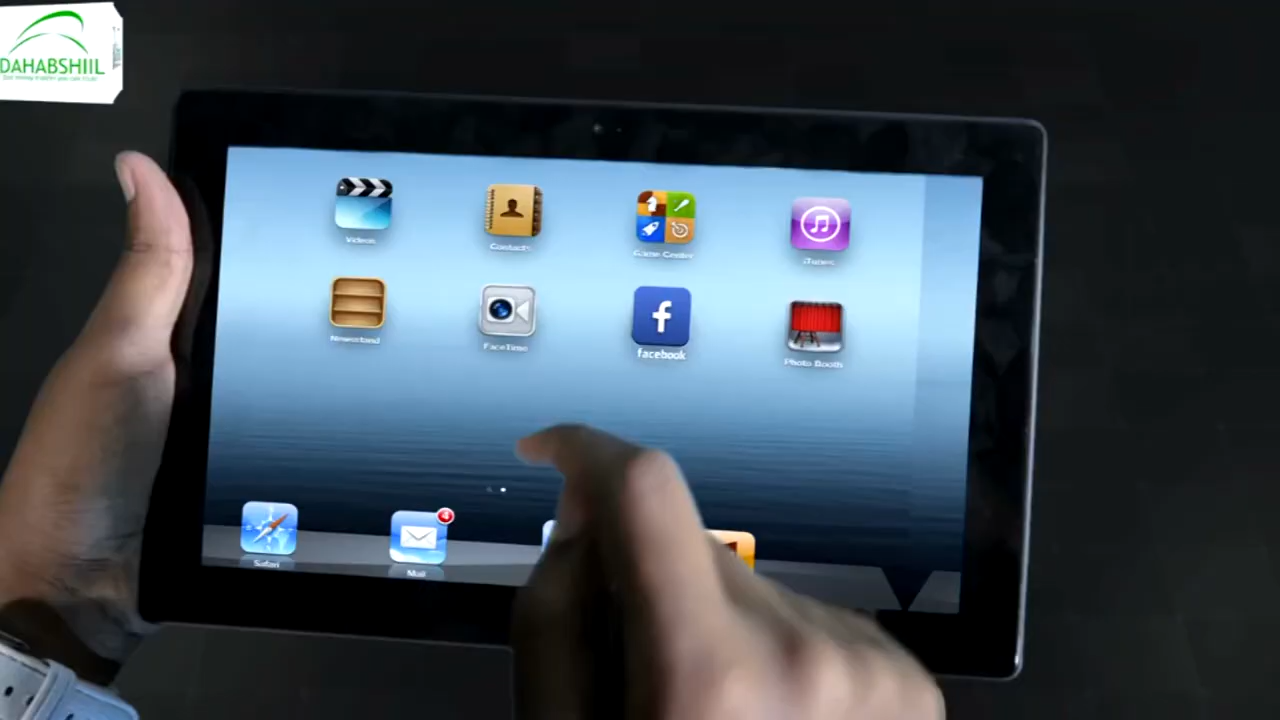 DAHABSHIIL
Videos
Contacts
Game Center
iTunes
Newsstand
FaceTime
facebook
Photo Booth
4
Safari
Mail